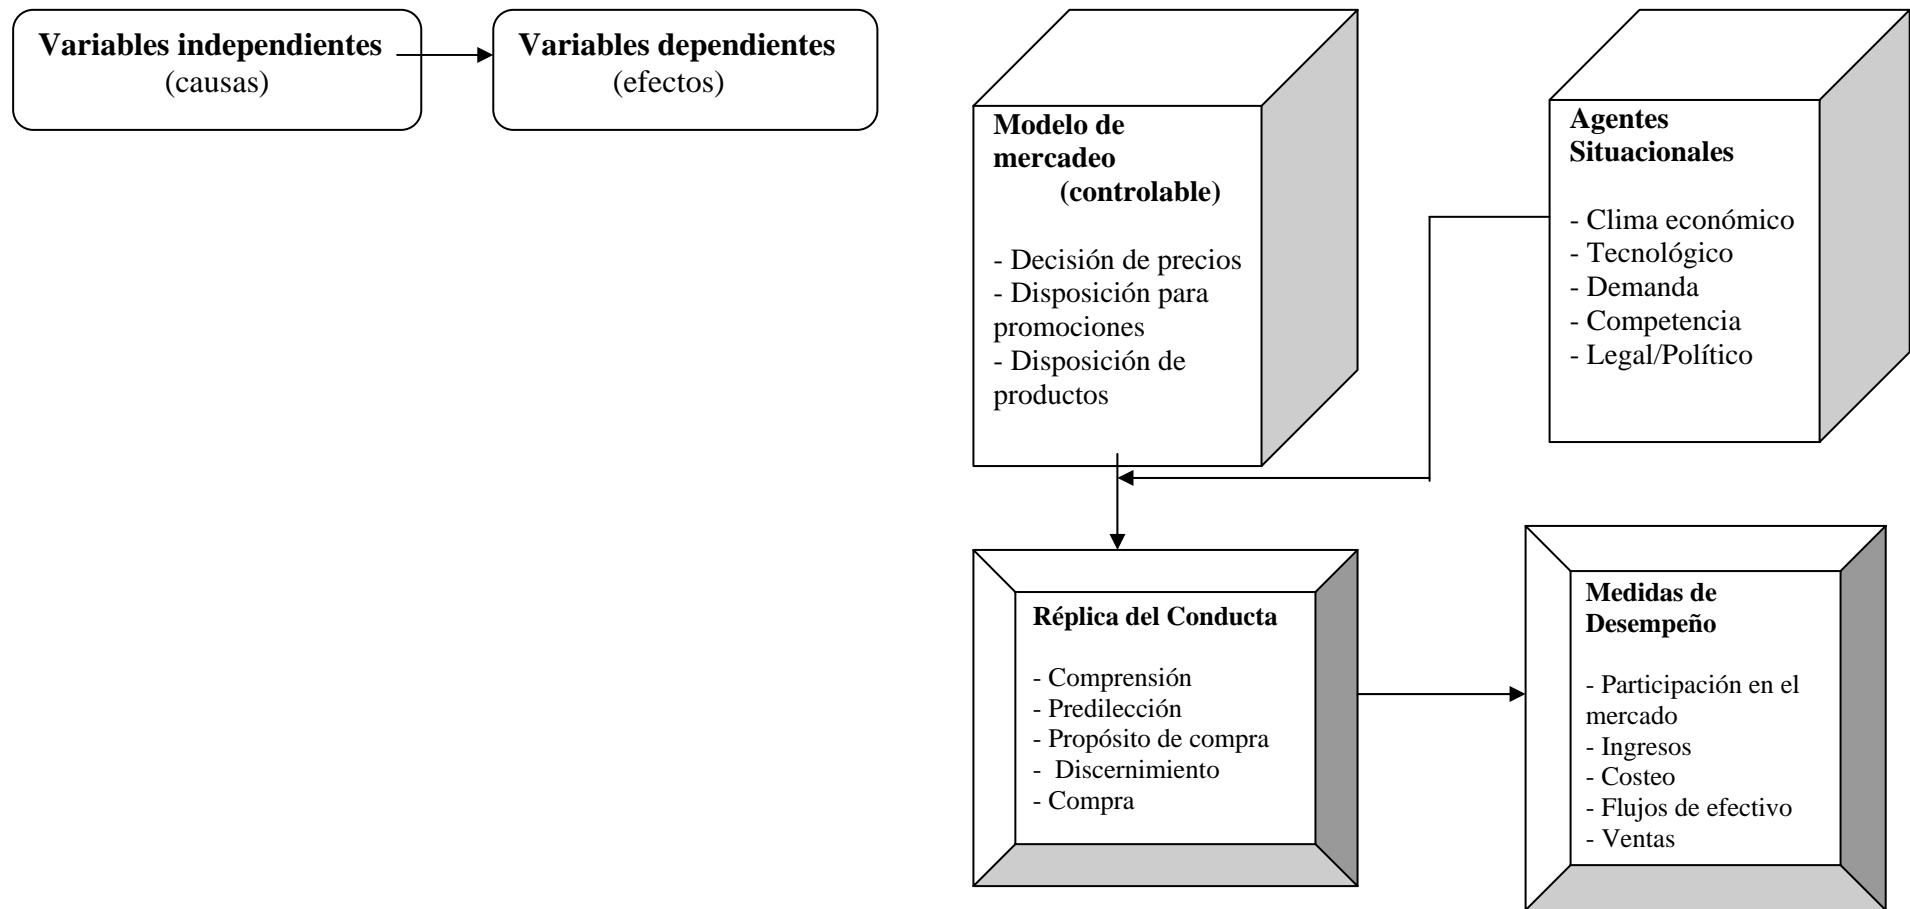 Variables independientes
(causas)
Variables dependientes
(efectos)
Modelo de
mercadeo
(controlable)
- Decisión de precios
- Disposición para
promociones
- Disposición de
productos
Agentes
Situacionales
- Clima económico
- Tecnológico
- Demanda
- Competencia
- Legal/Político
Réplica del Conducta
- Comprensión
- Predilección
- Propósito de compra
- Discernimiento
- Compra
Medidas de
Desempeño
- Participación en el
mercado
- Ingresos
- Costeo
- Flujos de efectivo
- Ventas